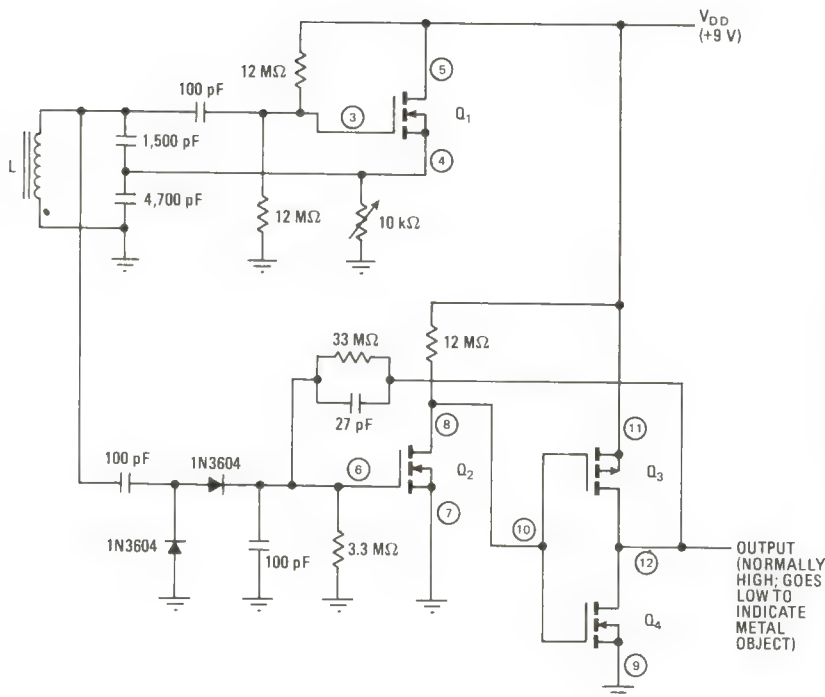 V_DD
(+9 V)
12 MΩ
5
100 pF
3
Q1
1,500 pF
4
L
4,700 pF
12 MΩ
10 kΩ
33 MΩ
12 MΩ
27 pF
8
11
100 pF
1N3604
6
Q2
Q3
7
10
1N3604
100 pF
3.3 MΩ
12
OUTPUT
(NORMALLY
HIGH; GOES
LOW TO
INDICATE
METAL
OBJECT)
Q4
9